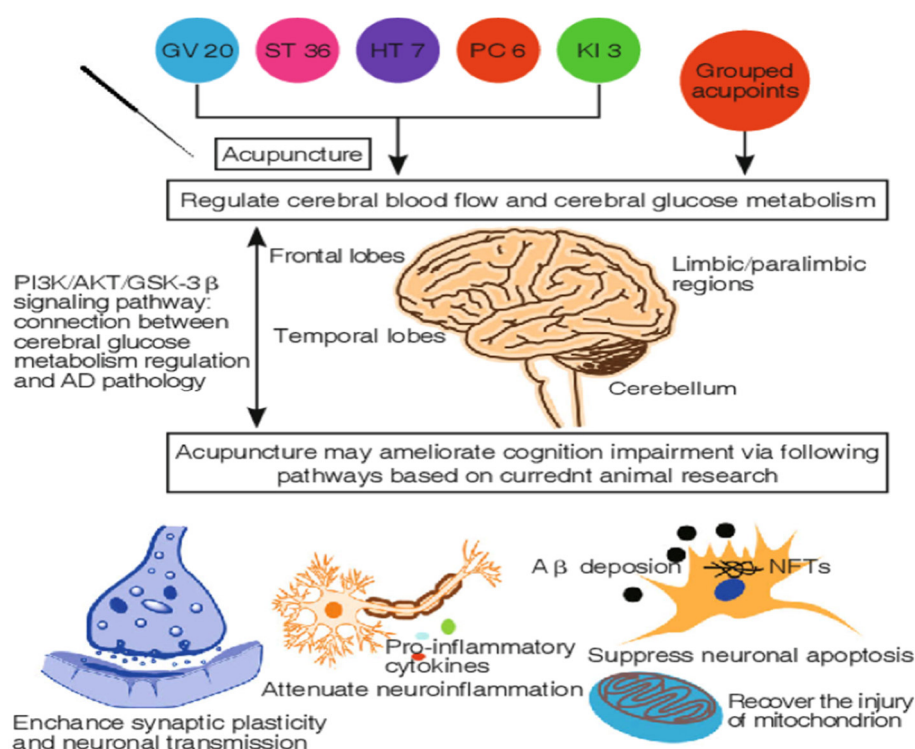 GV 20
ST 36
HT 7
PC 6
KI 3
Grouped
acupoints
Acupuncture
Regulate cerebral blood flow and cerebral glucose metabolism
Frontal lobes
Limbic/paralimbic
regions
PI3K/AKT/GSK-3 β
signaling pathway:
connection between
cerebral glucose
metabolism regulation
and AD pathology
Temporal lobes
Cerebellum
Acupuncture may ameliorate cognition impairment via following
pathways based on currednt animal research
A β deposion
NFTs
Pro-inflammatory
cytokines
Attenuate neuroinflammation
Suppress neuronal apoptosis
Enchance synaptic plasticity
and neuronal transmission
Recover the injury
of mitochondrion